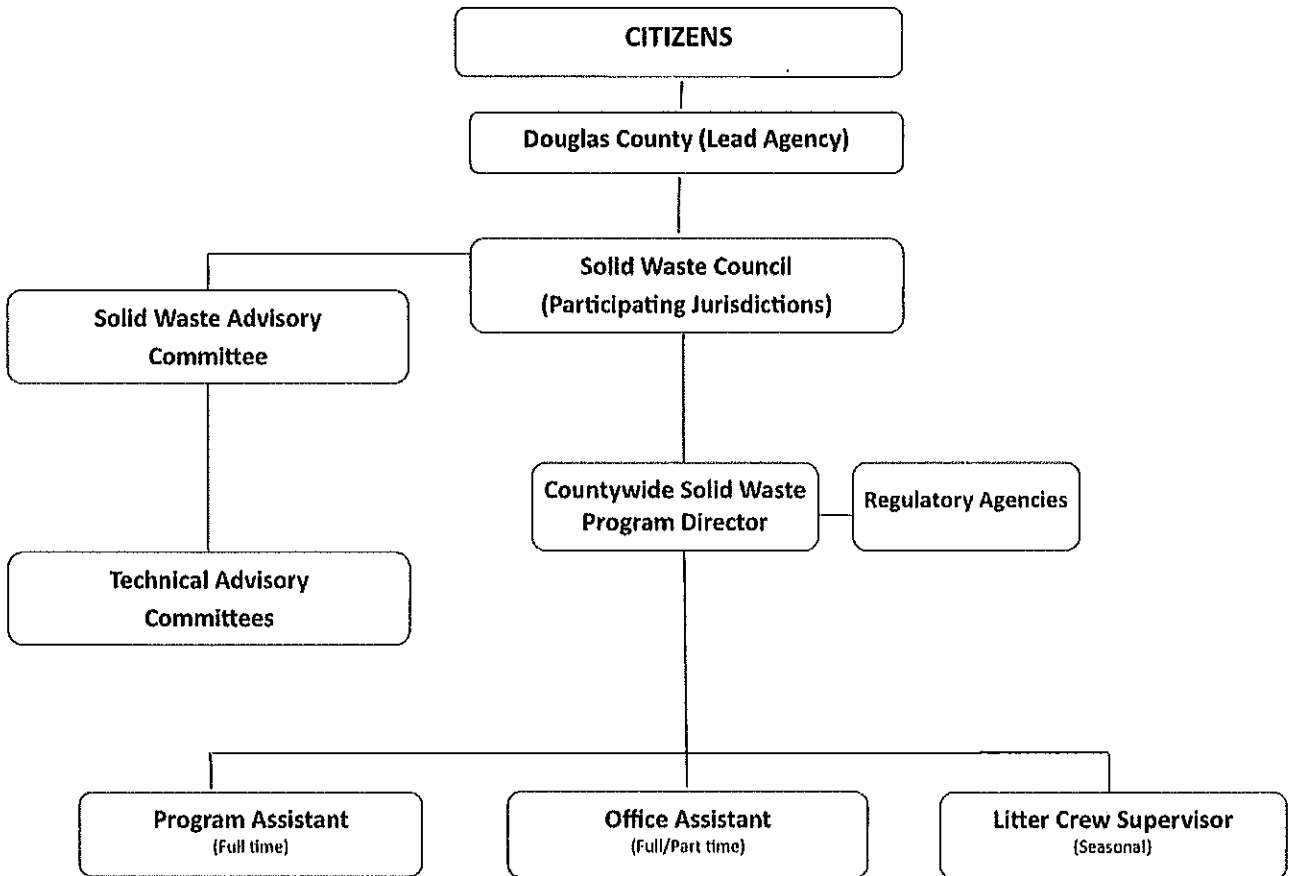 CITIZENS
Douglas County (Lead Agency)
Solid Waste Council
(Participating Jurisdictions)
Solid Waste Advisory
Committee
Countywide Solid Waste
Program Director
Regulatory Agencies
Technical Advisory
Committees
Program Assistant
(Full time)
Office Assistant
(Full/Part time)
Litter Crew Supervisor
(Seasonal)